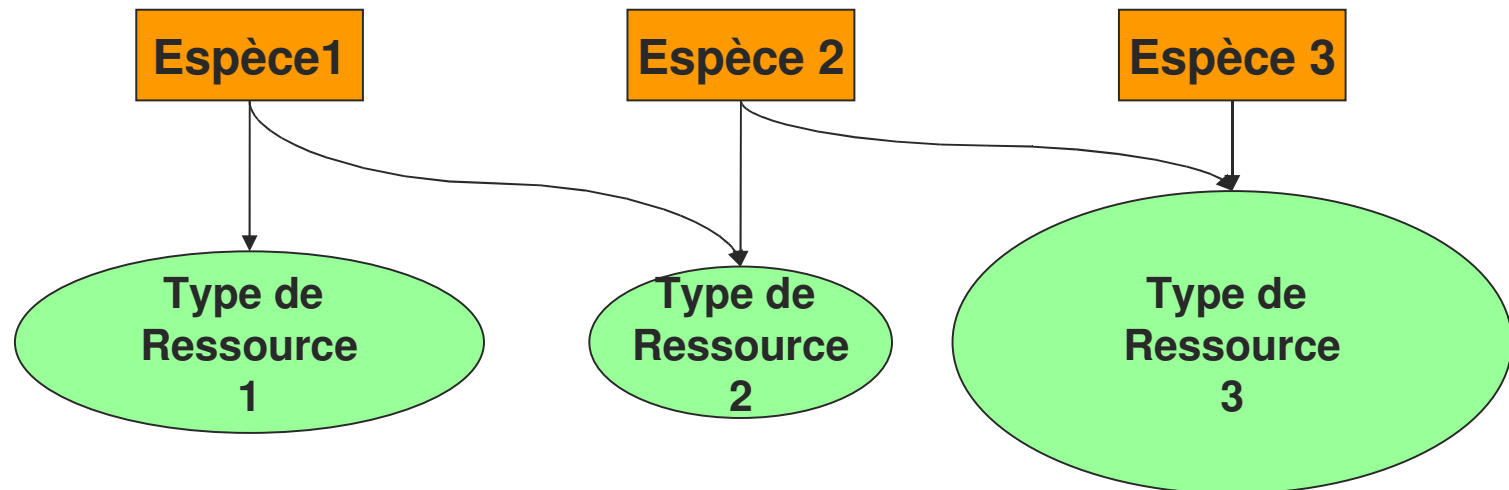 Espèce1
Espèce 2
Espèce 3
Type de
Ressource
1
Type de
Ressource
2
Type de
Ressource
3